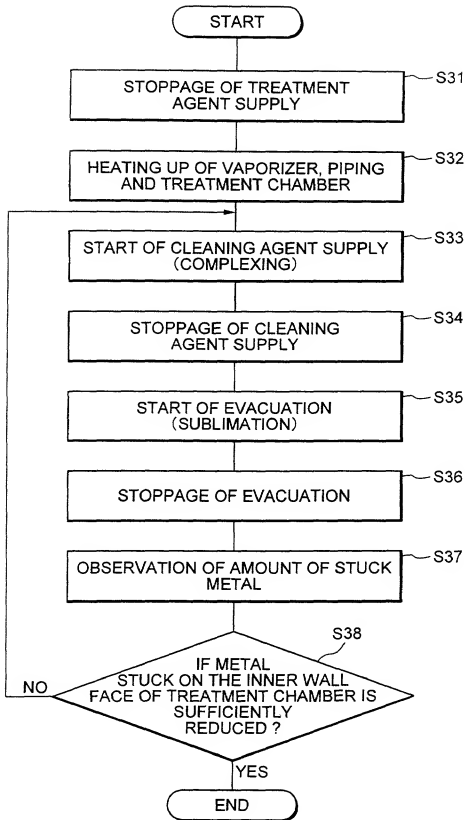 START
S31
STOPPAGE OF TREATMENT
AGENT SUPPLY
S32
HEATING UP OF VAPORIZER, PIPING
AND TREATMENT CHAMBER
S33
START OF CLEANING AGENT SUPPLY
(COMPLEXING)
S34
STOPPAGE OF CLEANING
AGENT SUPPLY
S35
START OF EVACUATION
(SUBLIMATION)
S36
STOPPAGE OF EVACUATION
S37
OBSERVATION OF AMOUNT OF STUCK
METAL
S38
IF METAL
STUCK ON THE INNER WALL
FACE OF TREATMENT CHAMBER IS
SUFFICIENTLY
REDUCED ?
NO
YES
END